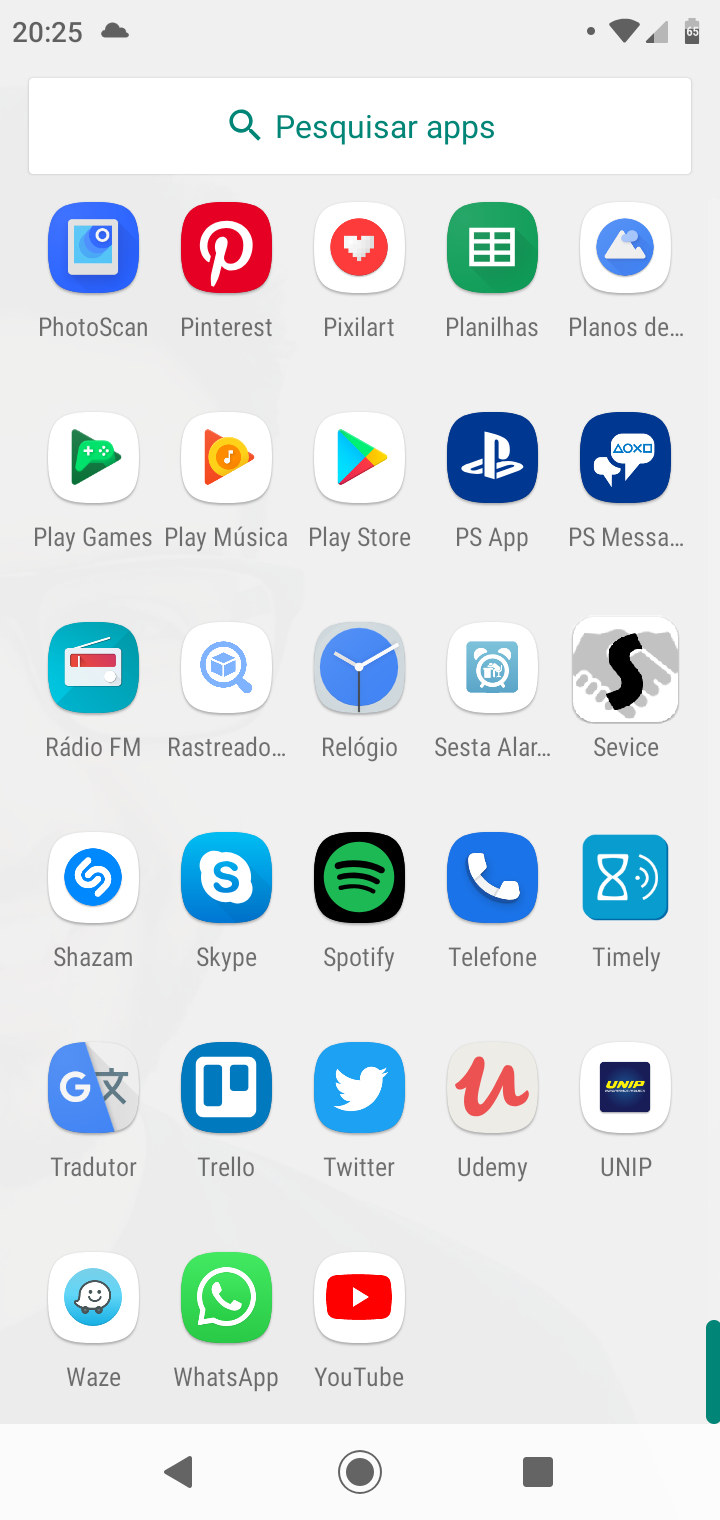 20:25
65
Pesquisar apps
PhotoScan Pinterest Pixilart Planilhas Planos de…
Play Games Play Música Play Store PS App PS Messa…
Rádio FM Rastreado… Relógio Sesta Alar… Sevice
UNIP
Shazam Skype Spotify Telefone Timely
Tradutor Trello Twitter Udemy UNIP
Waze WhatsApp YouTube